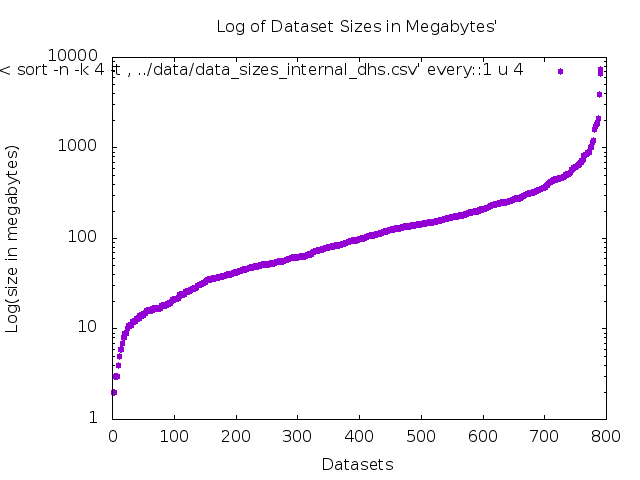 Log of Dataset Sizes in Megabytes'
10000
< sort -n -k 4 -t , ../data/data_sizes_internal_dhs.csv' every::1 u 4
1000
100
10
1
Log(size in megabytes)
0 100 200 300 400 500 600 700 800
Datasets